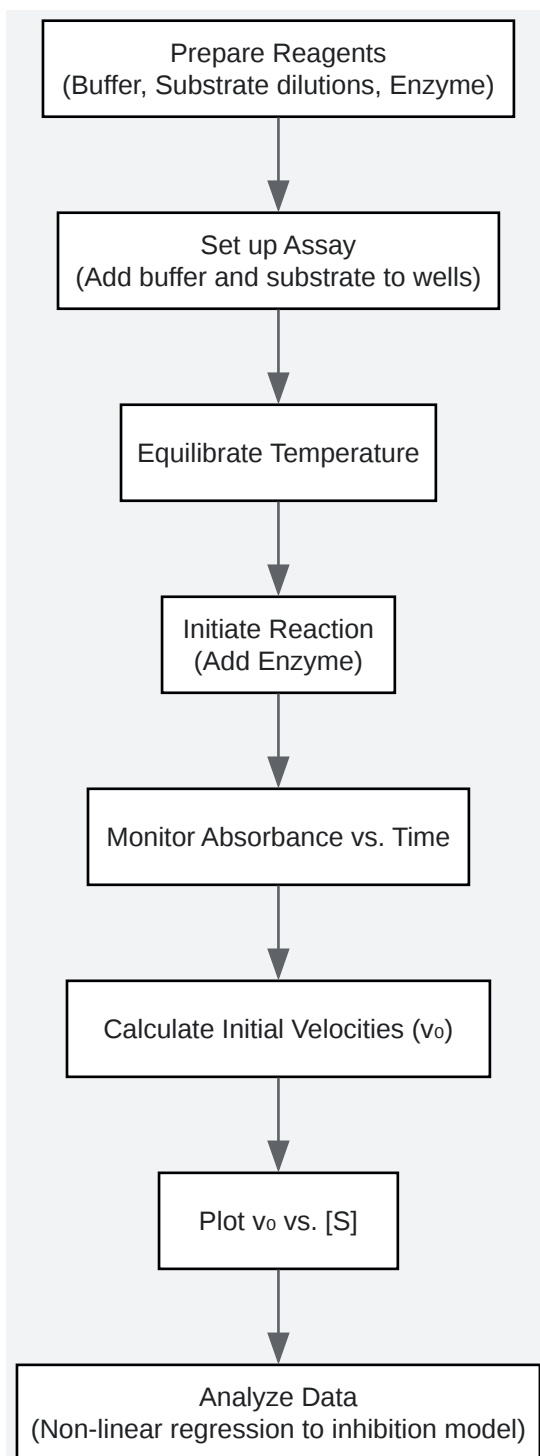 Prepare Reagents
(Buffer, Substrate dilutions, Enzyme)
Set up Assay
(Add buffer and substrate to wells)
Equilibrate Temperature
Initiate Reaction
(Add Enzyme)
Monitor Absorbance vs. Time
Calculate Initial Velocities (v₀)
Plot v₀ vs. [S]
Analyze Data
(Non-linear regression to inhibition model)